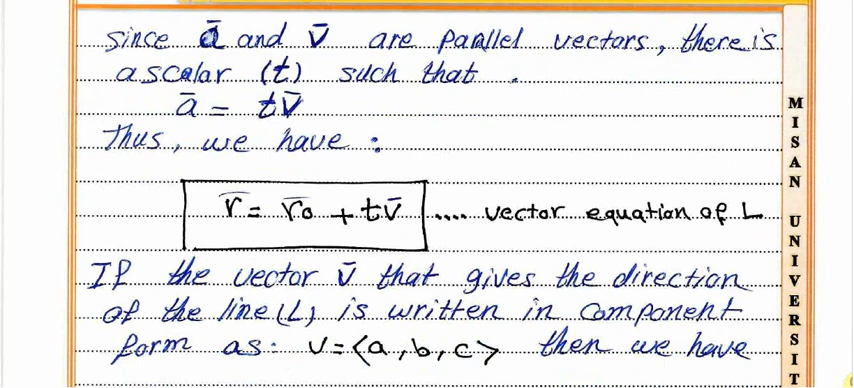 since ā and v̄ are parallel vectors, there is
a scalar (t) such that.
ā = tv̄
Thus, we have:
r̄ = r̄o + tv̄ .... vector equation of L
If the vector v̄ that gives the direction
of the line (L) is written in component
form as: v = <a, b, c> then we have
MISAN UNIVERSIT